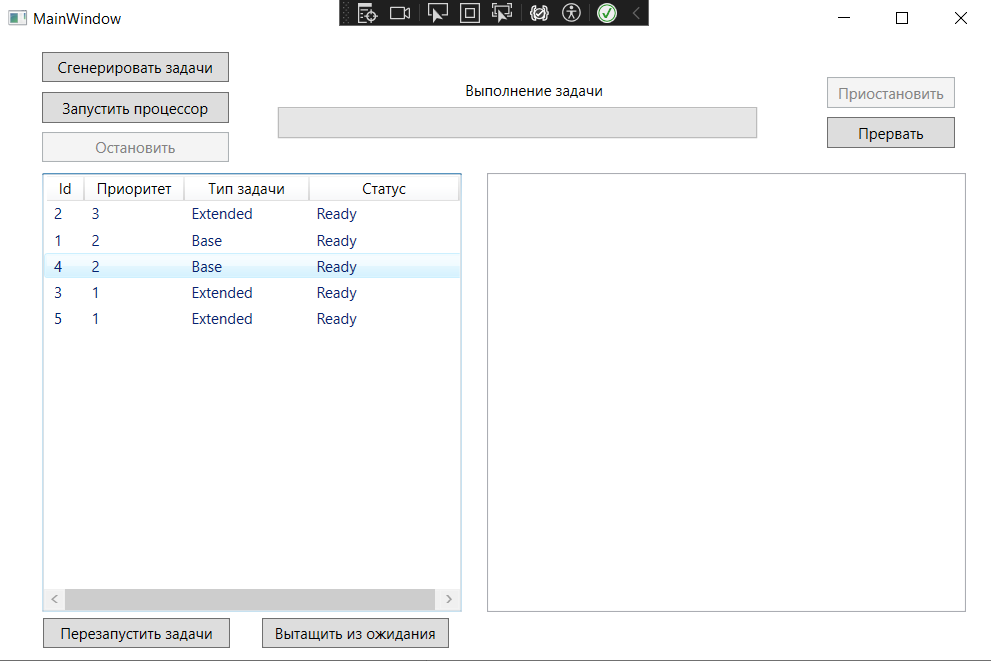 MainWindow
Сгенерировать задачи
Запустить процессор
Остановить
Выполнение задачи
Приостановить
Прервать
Id Приоритет Тип задачи Статус
2 3 Extended Ready
1 2 Base Ready
4 2 Base Ready
3 1 Extended Ready
5 1 Extended Ready
Перезапустить задачи
Вытащить из ожидания